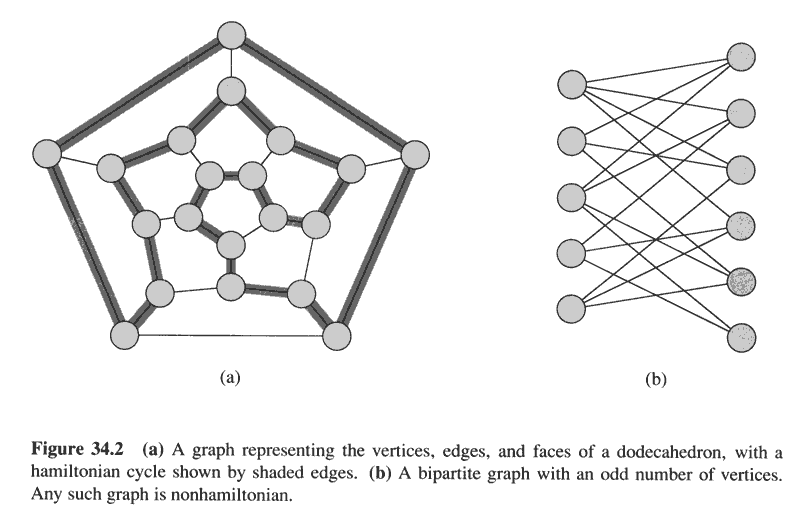 (a)
(b)
Figure 34.2 (a) A graph representing the vertices, edges, and faces of a dodecahedron, with a
hamiltonian cycle shown by shaded edges. (b) A bipartite graph with an odd number of vertices.
Any such graph is nonhamiltonian.